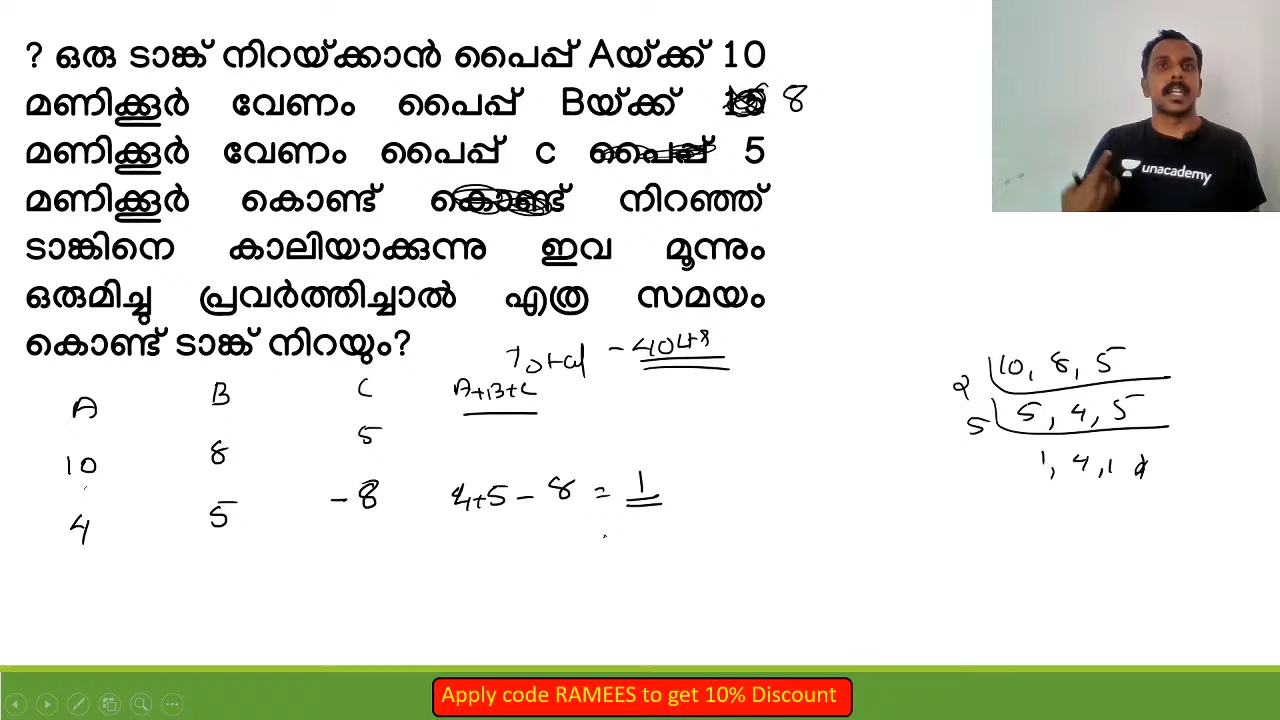 ? ഒരു ടാങ്ക് നിറയ്ക്കാൻ പൈപ്പ് Aയ്ക്ക് 10
മണിക്കൂർ വേണം പൈപ്പ് Bയ്ക്ക് 8
മണിക്കൂർ വേണം പൈപ്പ് c പൈപ്പ് 5
മണിക്കൂർ കൊണ്ട് കൊണ്ട് നിറഞ്ഞ്
ടാങ്കിനെ കാലിയാക്കുന്നു ഇവ മൂന്നും
ഒരുമിച്ചു പ്രവർത്തിച്ചാൽ എത്ര സമയം
കൊണ്ട് ടാങ്ക് നിറയും?
Total - 40
A B C A+B+C
10 8 5
4 5 -8 4+5-8 = 1
2 10, 8, 5
5 5, 4, 5
1, 4, 1
unacademy
Apply code RAMEES to get 10% Discount